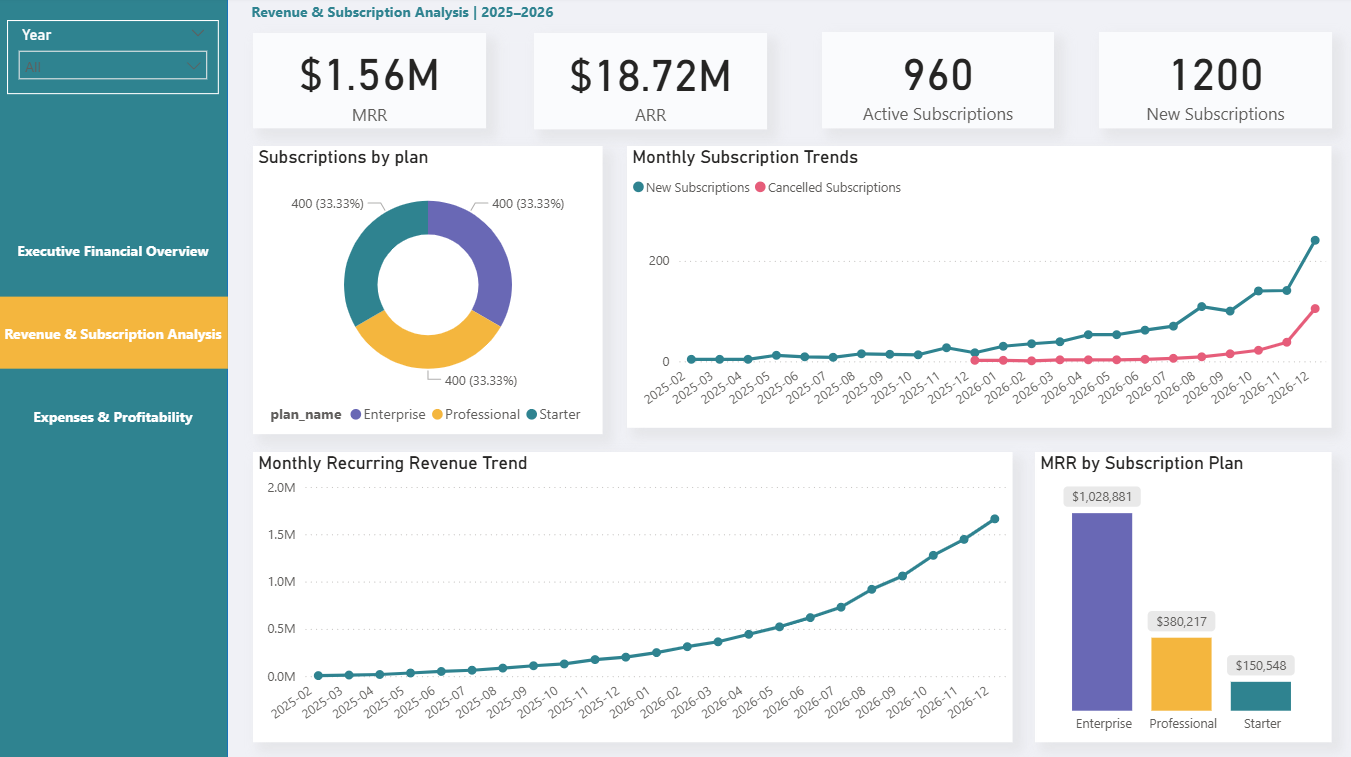 Revenue & Subscription Analysis | 2025–2026
Year
All
Executive Financial Overview
Revenue & Subscription Analysis
Expenses & Profitability
$1.56M
MRR
$18.72M
ARR
960
Active Subscriptions
1200
New Subscriptions
Subscriptions by plan
400 (33.33%)
400 (33.33%)
400 (33.33%)
plan_name Enterprise Professional Starter
Monthly Subscription Trends
New Subscriptions Cancelled Subscriptions
200
0
2025-02 2025-03 2025-04 2025-05 2025-06 2025-07 2025-08 2025-09 2025-10 2025-11 2025-12 2026-01 2026-02 2026-03 2026-04 2026-05 2026-06 2026-07 2026-08 2026-09 2026-10 2026-11 2026-12
Monthly Recurring Revenue Trend
2.0M
1.5M
1.0M
0.5M
0.0M
2025-02 2025-03 2025-04 2025-05 2025-06 2025-07 2025-08 2025-09 2025-10 2025-11 2025-12 2026-01 2026-02 2026-03 2026-04 2026-05 2026-06 2026-07 2026-08 2026-09 2026-10 2026-11 2026-12
MRR by Subscription Plan
$1,028,881
$380,217
$150,548
Enterprise Professional Starter